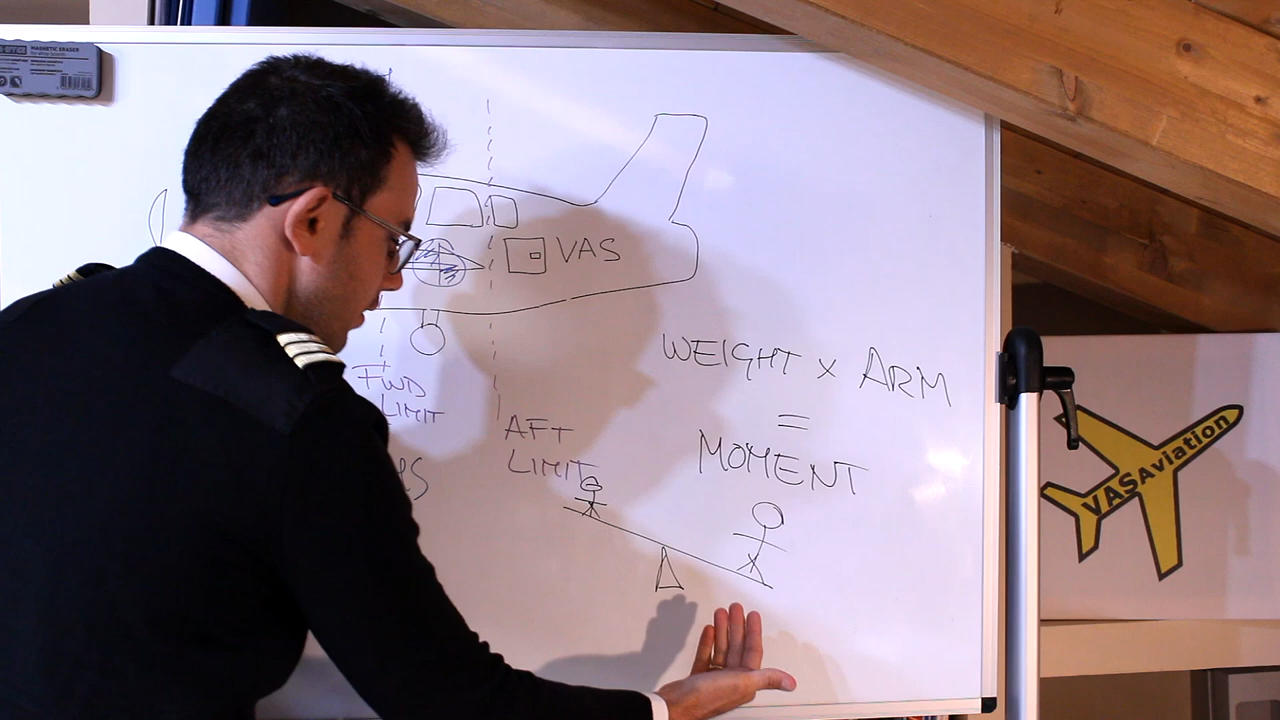 MAGNETIC ERASER
VAS
WEIGHT x ARM
=
MOMENT
FWD
LIMIT
AFT
LIMIT
VASAviation